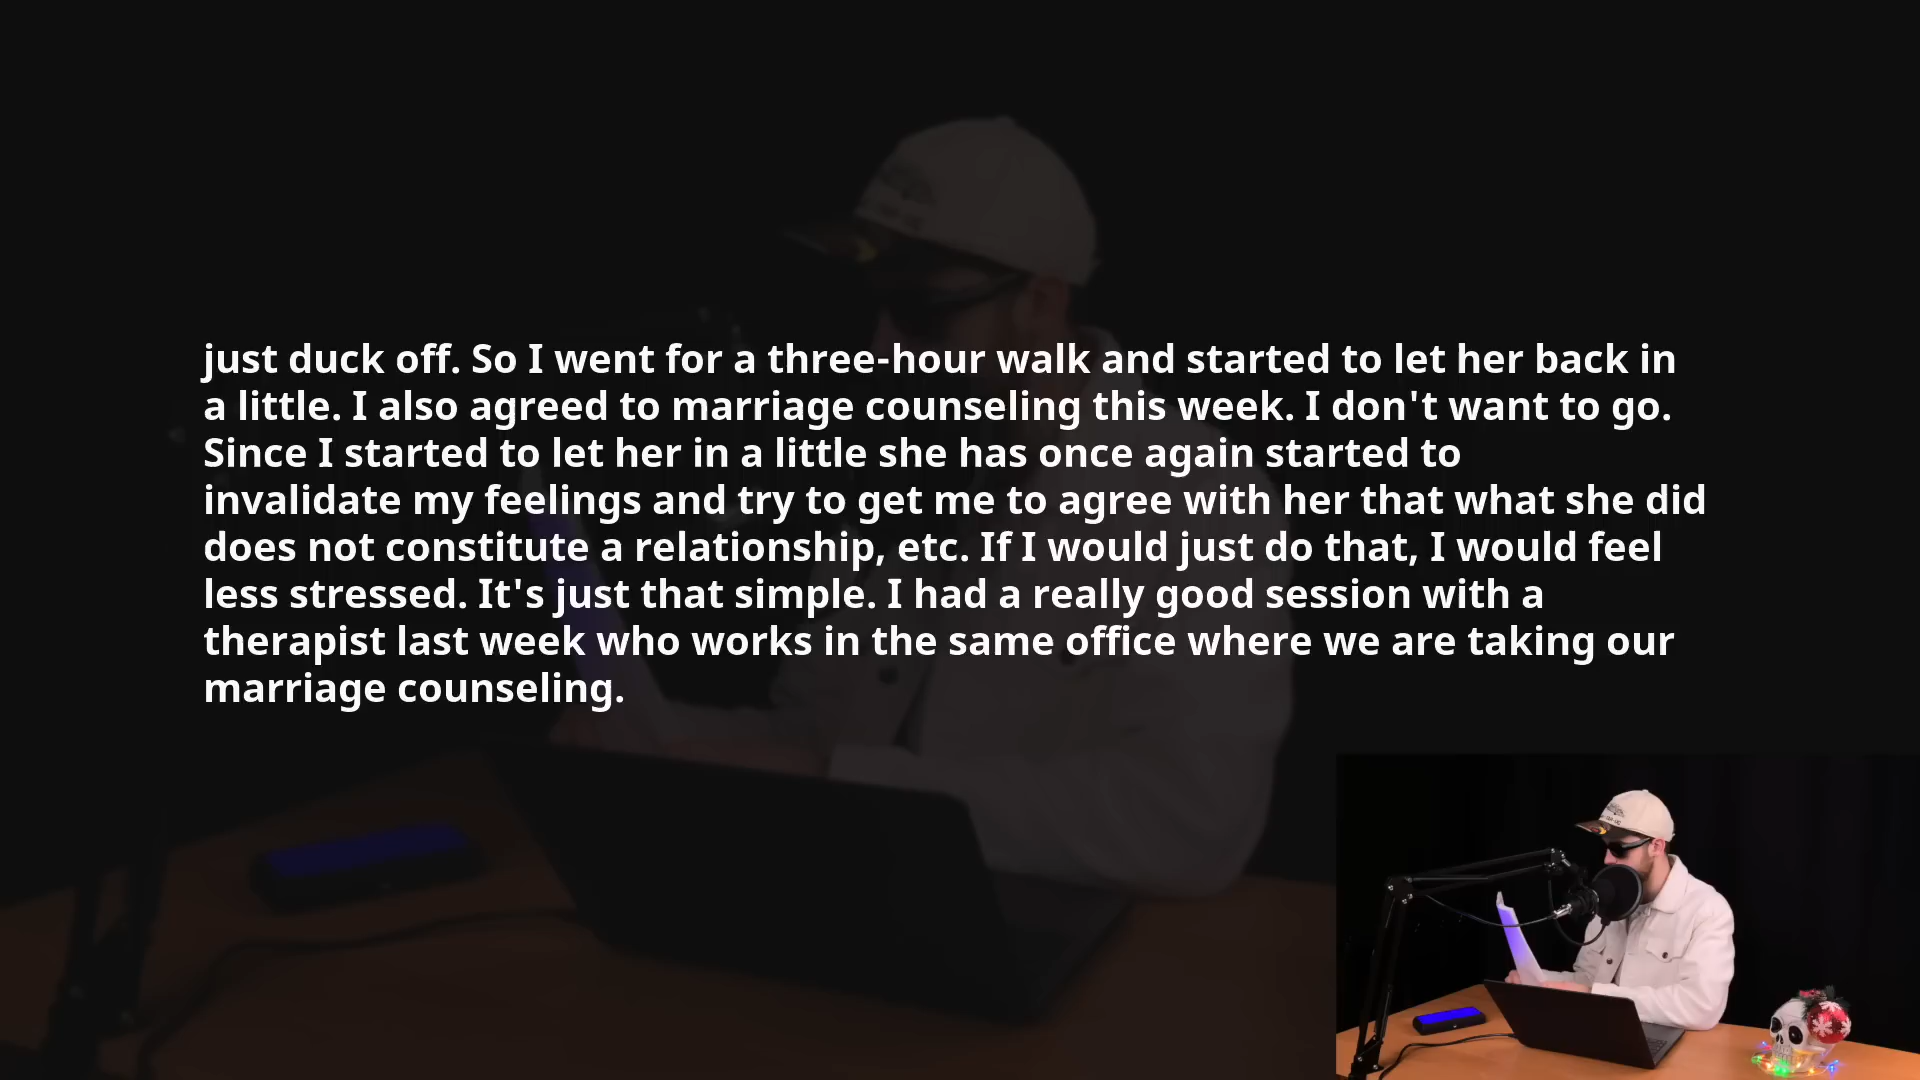 just duck off. So I went for a three-hour walk and started to let her back in
a little. I also agreed to marriage counseling this week. I don't want to go.
Since I started to let her in a little she has once again started to
invalidate my feelings and try to get me to agree with her that what she did
does not constitute a relationship, etc. If I would just do that, I would feel
less stressed. It's just that simple. I had a really good session with a
therapist last week who works in the same office where we are taking our
marriage counseling.